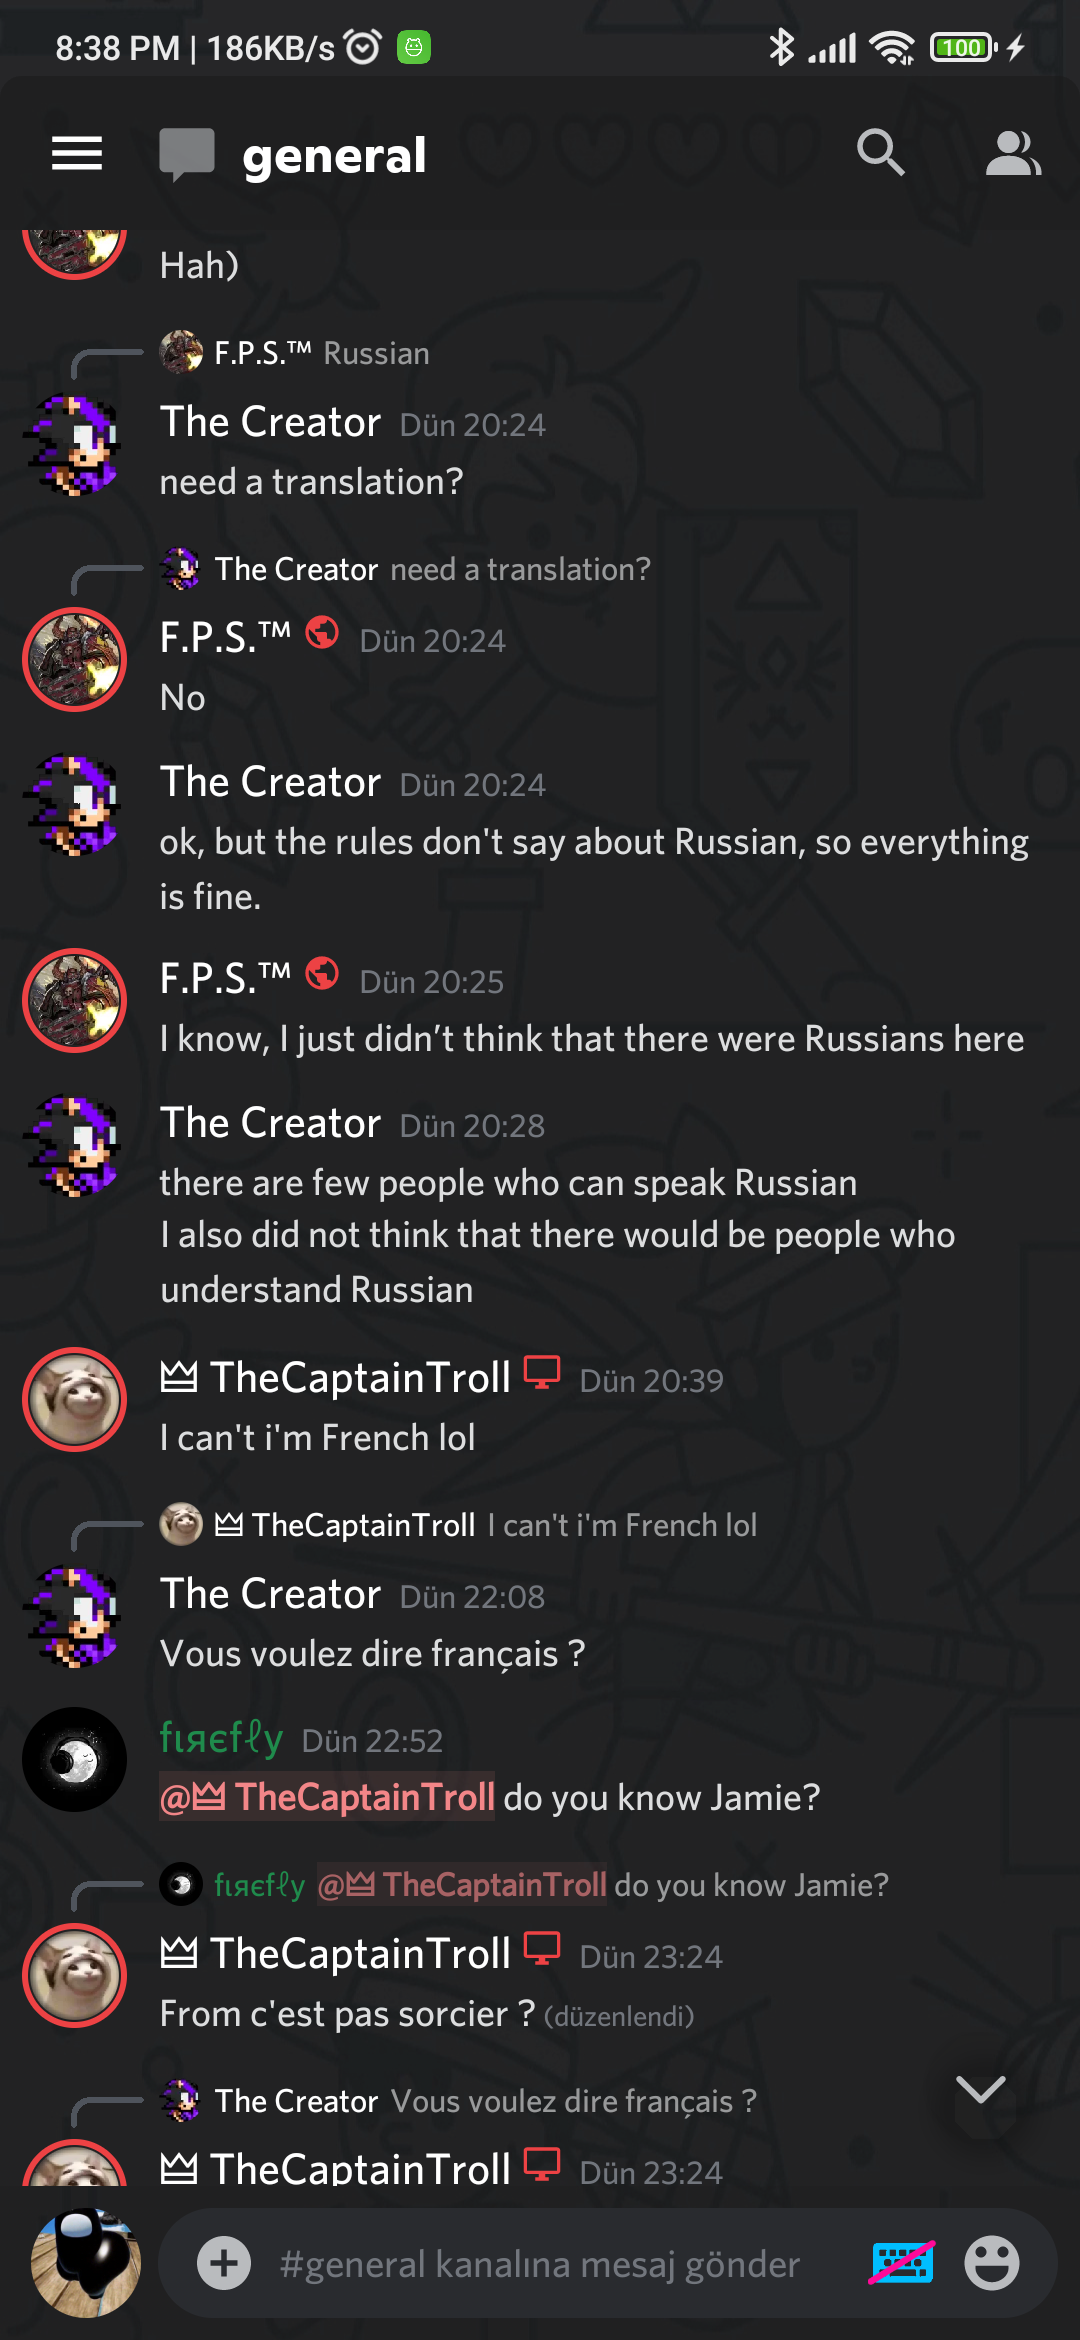 8:38 PM | 186KB/s
100
general
Hah)
F.P.S.™ Russian
The Creator Dün 20:24
need a translation?
The Creator need a translation?
F.P.S.™ Dün 20:24
No
The Creator Dün 20:24
ok, but the rules don't say about Russian, so everything
is fine.
F.P.S.™ Dün 20:25
I know, I just didn’t think that there were Russians here
The Creator Dün 20:28
there are few people who can speak Russian
I also did not think that there would be people who
understand Russian
TheCaptainTroll Dün 20:39
I can't i'm French lol
TheCaptainTroll I can't i'm French lol
The Creator Dün 22:08
Vous voulez dire français ?
fιяєfℓy Dün 22:52
@ TheCaptainTroll do you know Jamie?
fιяєfℓy @ TheCaptainTroll do you know Jamie?
TheCaptainTroll Dün 23:24
From c'est pas sorcier ? (düzenlendi)
The Creator Vous voulez dire français ?
TheCaptainTroll Dün 23:24
#general kanalına mesaj gönder